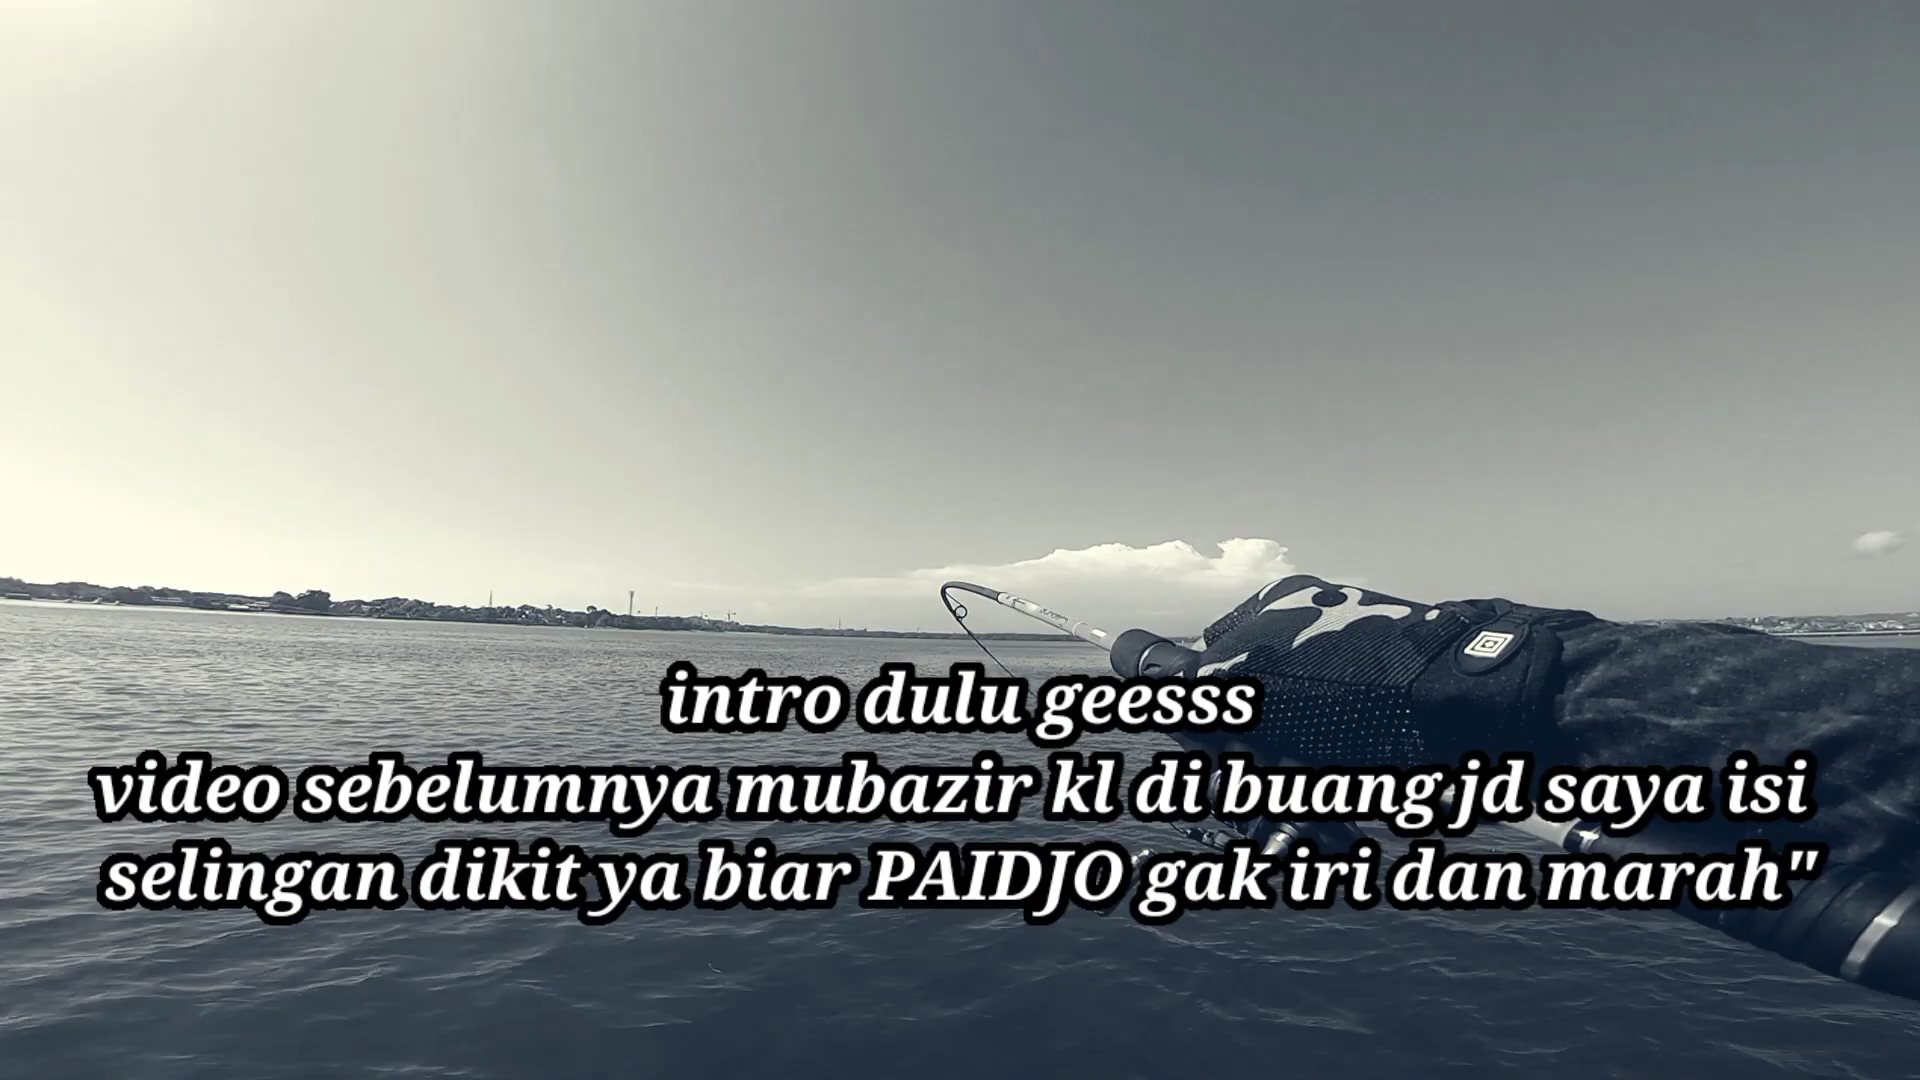 intro dulu geesss
video sebelumnya mubazir kl di buang jd saya isi
selingan dikit ya biar PAIDJO gak iri dan marah"